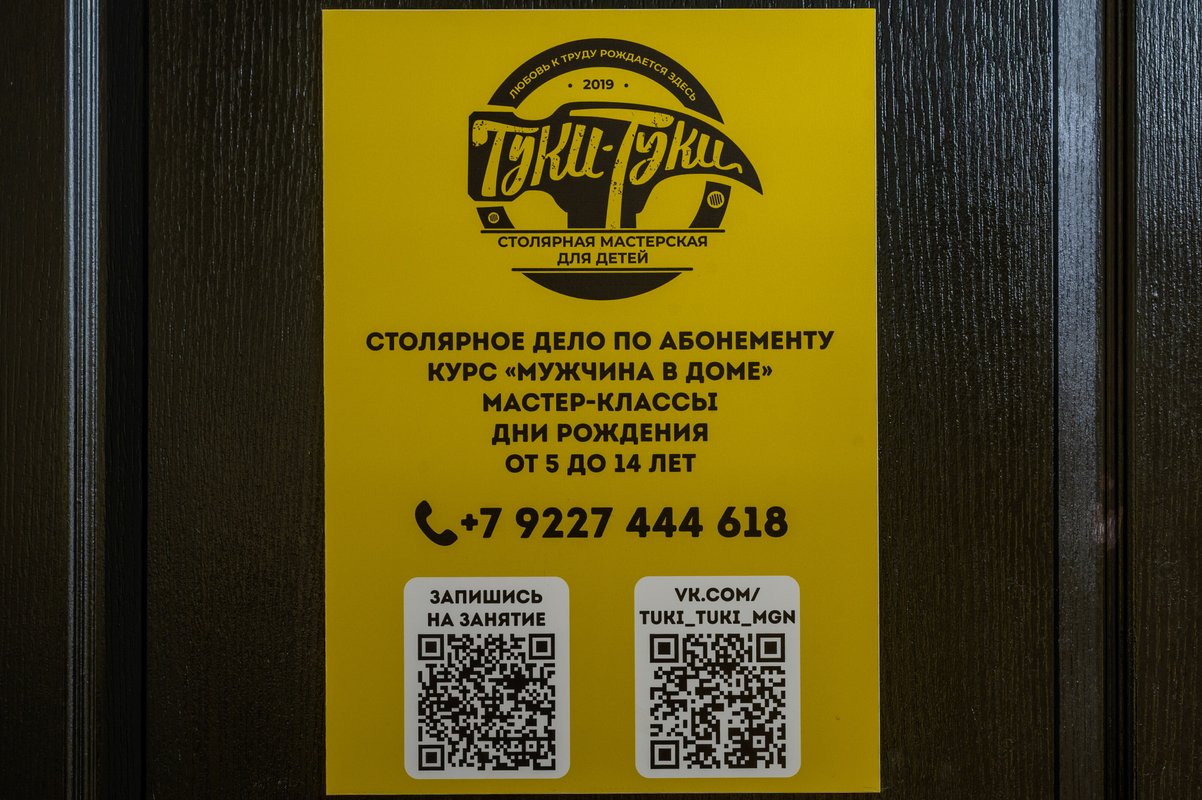 ЛЮБОВЬ К ТРУДУ РОЖДАЕТСЯ ЗДЕСЬ
• 2019 •
Туки-Туки
СТОЛЯРНАЯ МАСТЕРСКАЯ
ДЛЯ ДЕТЕЙ
СТОЛЯРНОЕ ДЕЛО ПО АБОНЕМЕНТУ
КУРС «МУЖЧИНА В ДОМЕ»
МАСТЕР-КЛАССЫ
ДНИ РОЖДЕНИЯ
ОТ 5 ДО 14 ЛЕТ
+7 9227 444 618
ЗАПИШИСЬ
НА ЗАНЯТИЕ
VK.COM/
TUKI_TUKI_MGN